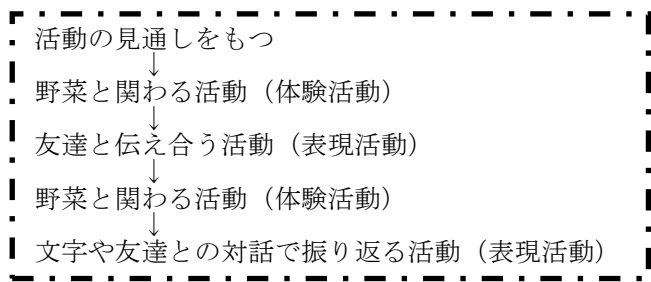 活動の見通しをもつ
↓
野菜と関わる活動（体験活動）
↓
友達と伝え合う活動（表現活動）
↓
野菜と関わる活動（体験活動）
↓
文字や友達との対話で振り返る活動（表現活動）